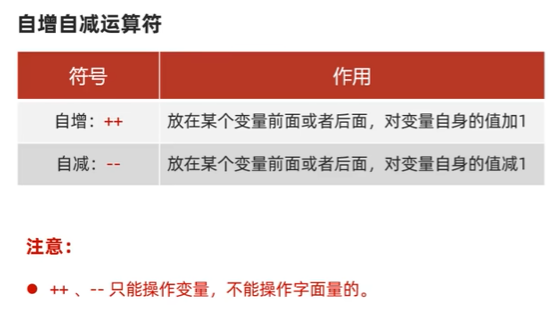 自增自减运算符
符号 作用
自增：++ 放在某个变量前面或者后面，对变量自身的值加1
自减：-- 放在某个变量前面或者后面，对变量自身的值减1
注意：
● ++ 、-- 只能操作变量，不能操作字面量的。